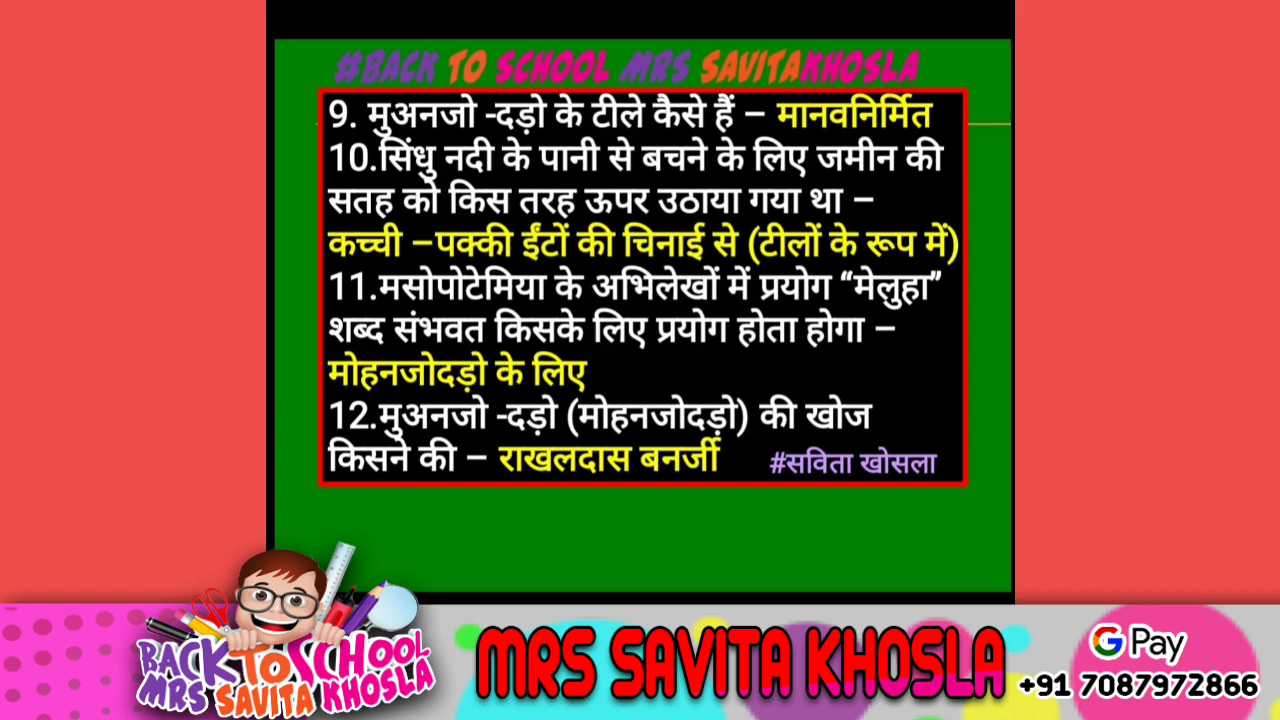 #BACK TO SCHOOL MRS SAVITAKHOSLA
9. मुअनजो -दड़ो के टीले कैसे हैं – मानवनिर्मित
10.सिंधु नदी के पानी से बचने के लिए जमीन की
सतह को किस तरह ऊपर उठाया गया था –
कच्ची –पक्की ईंटों की चिनाई से (टीलों के रूप में)
11.मसोपोटेमिया के अभिलेखों में प्रयोग “मेलुहा”
शब्द संभवत किसके लिए प्रयोग होता होगा –
मोहनजोदड़ो के लिए
12.मुअनजो -दड़ो (मोहनजोदड़ो) की खोज
किसने की – राखलदास बनर्जी
#सविता खोसला
BACK TO SCHOOL
MRS SAVITA KHOSLA
MRS SAVITA KHOSLA
G Pay
+91 7087972866